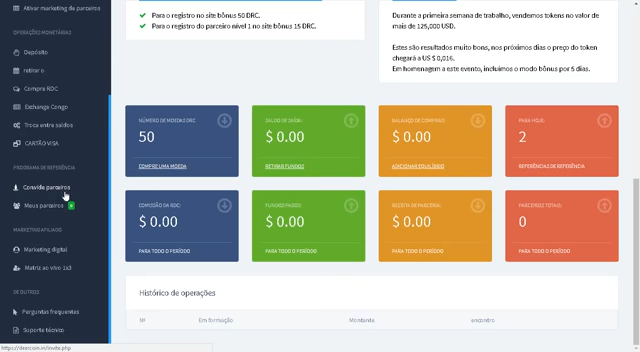 Ativar marketing de parceiros
OPERAÇÕES MONETÁRIAS
Depósito
retirar o
Compra RDC
Exchange Congo
Troca entre saldos
CARTÃO VISA
PROGRAMA DE REFERÊNCIA
Convide parceiros
Meus parceiros
MARKETING AFILIADO
Marketing digital
Matriz ao vivo 1x3
DE OUTROS
Perguntas frequentes
Suporte técnico
https://deercoin.in/invite.php
Para o registro no site bônus 50 DRC.
Para o registro do parceiro nível 1 no site bônus 15 DRC.
Durante a primeira semana de trabalho, vendemos tokens no valor de
mais de 125,000 USD.
Estes são resultados muito bons, nos próximos dias o preço do token
chegará a US $ 0,016.
Em homenagem a este evento, incluímos o modo bônus por 5 dias.
NÚMERO DE MOEDAS DRC
50
COMPRE UMA MOEDA
SALDO DE SAÍDA:
$ 0.00
RETIRAR FUNDOS
BALANÇO DE COMPRAS:
$ 0.00
ADICIONAR EQUILÍBRIO
PARA HOJE:
2
REFERÊNCIAS DE REFERÊNCIA
COMISSÃO DA RDC:
$ 0.00
PARA TODO O PERÍODO
FUNDOS PAGOS:
$ 0.00
PARA TODO O PERÍODO
RECEITA DE PARCERIA:
$ 0.00
PARA TODO O PERÍODO
PARCEIROS TOTAIS:
0
PARA TODO O PERÍODO
Histórico de operações
Nº
Em formação
Montante
encontro